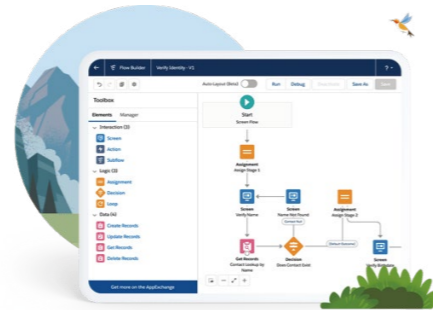 Flow Builder
Verify Identity - V1
?
Auto-Layout (Beta)
Run
Debug
Save As
Toolbox
Elements
Manager
Interaction (3)
Screen
Action
Subflow
Logic (3)
Assignment
Decision
Loop
Data (4)
Create Records
Update Records
Get Records
Delete Records
Get more on the AppExchange
Start
Screen Flow
Assignment
Assign Stage 1
Screen
Verify Name
Screen
Name Not Found
Assignment
Assign Stage 2
Get Records
Contact Lookup by
Name
Decision
Does Contact Exist
Default Outcome
Screen